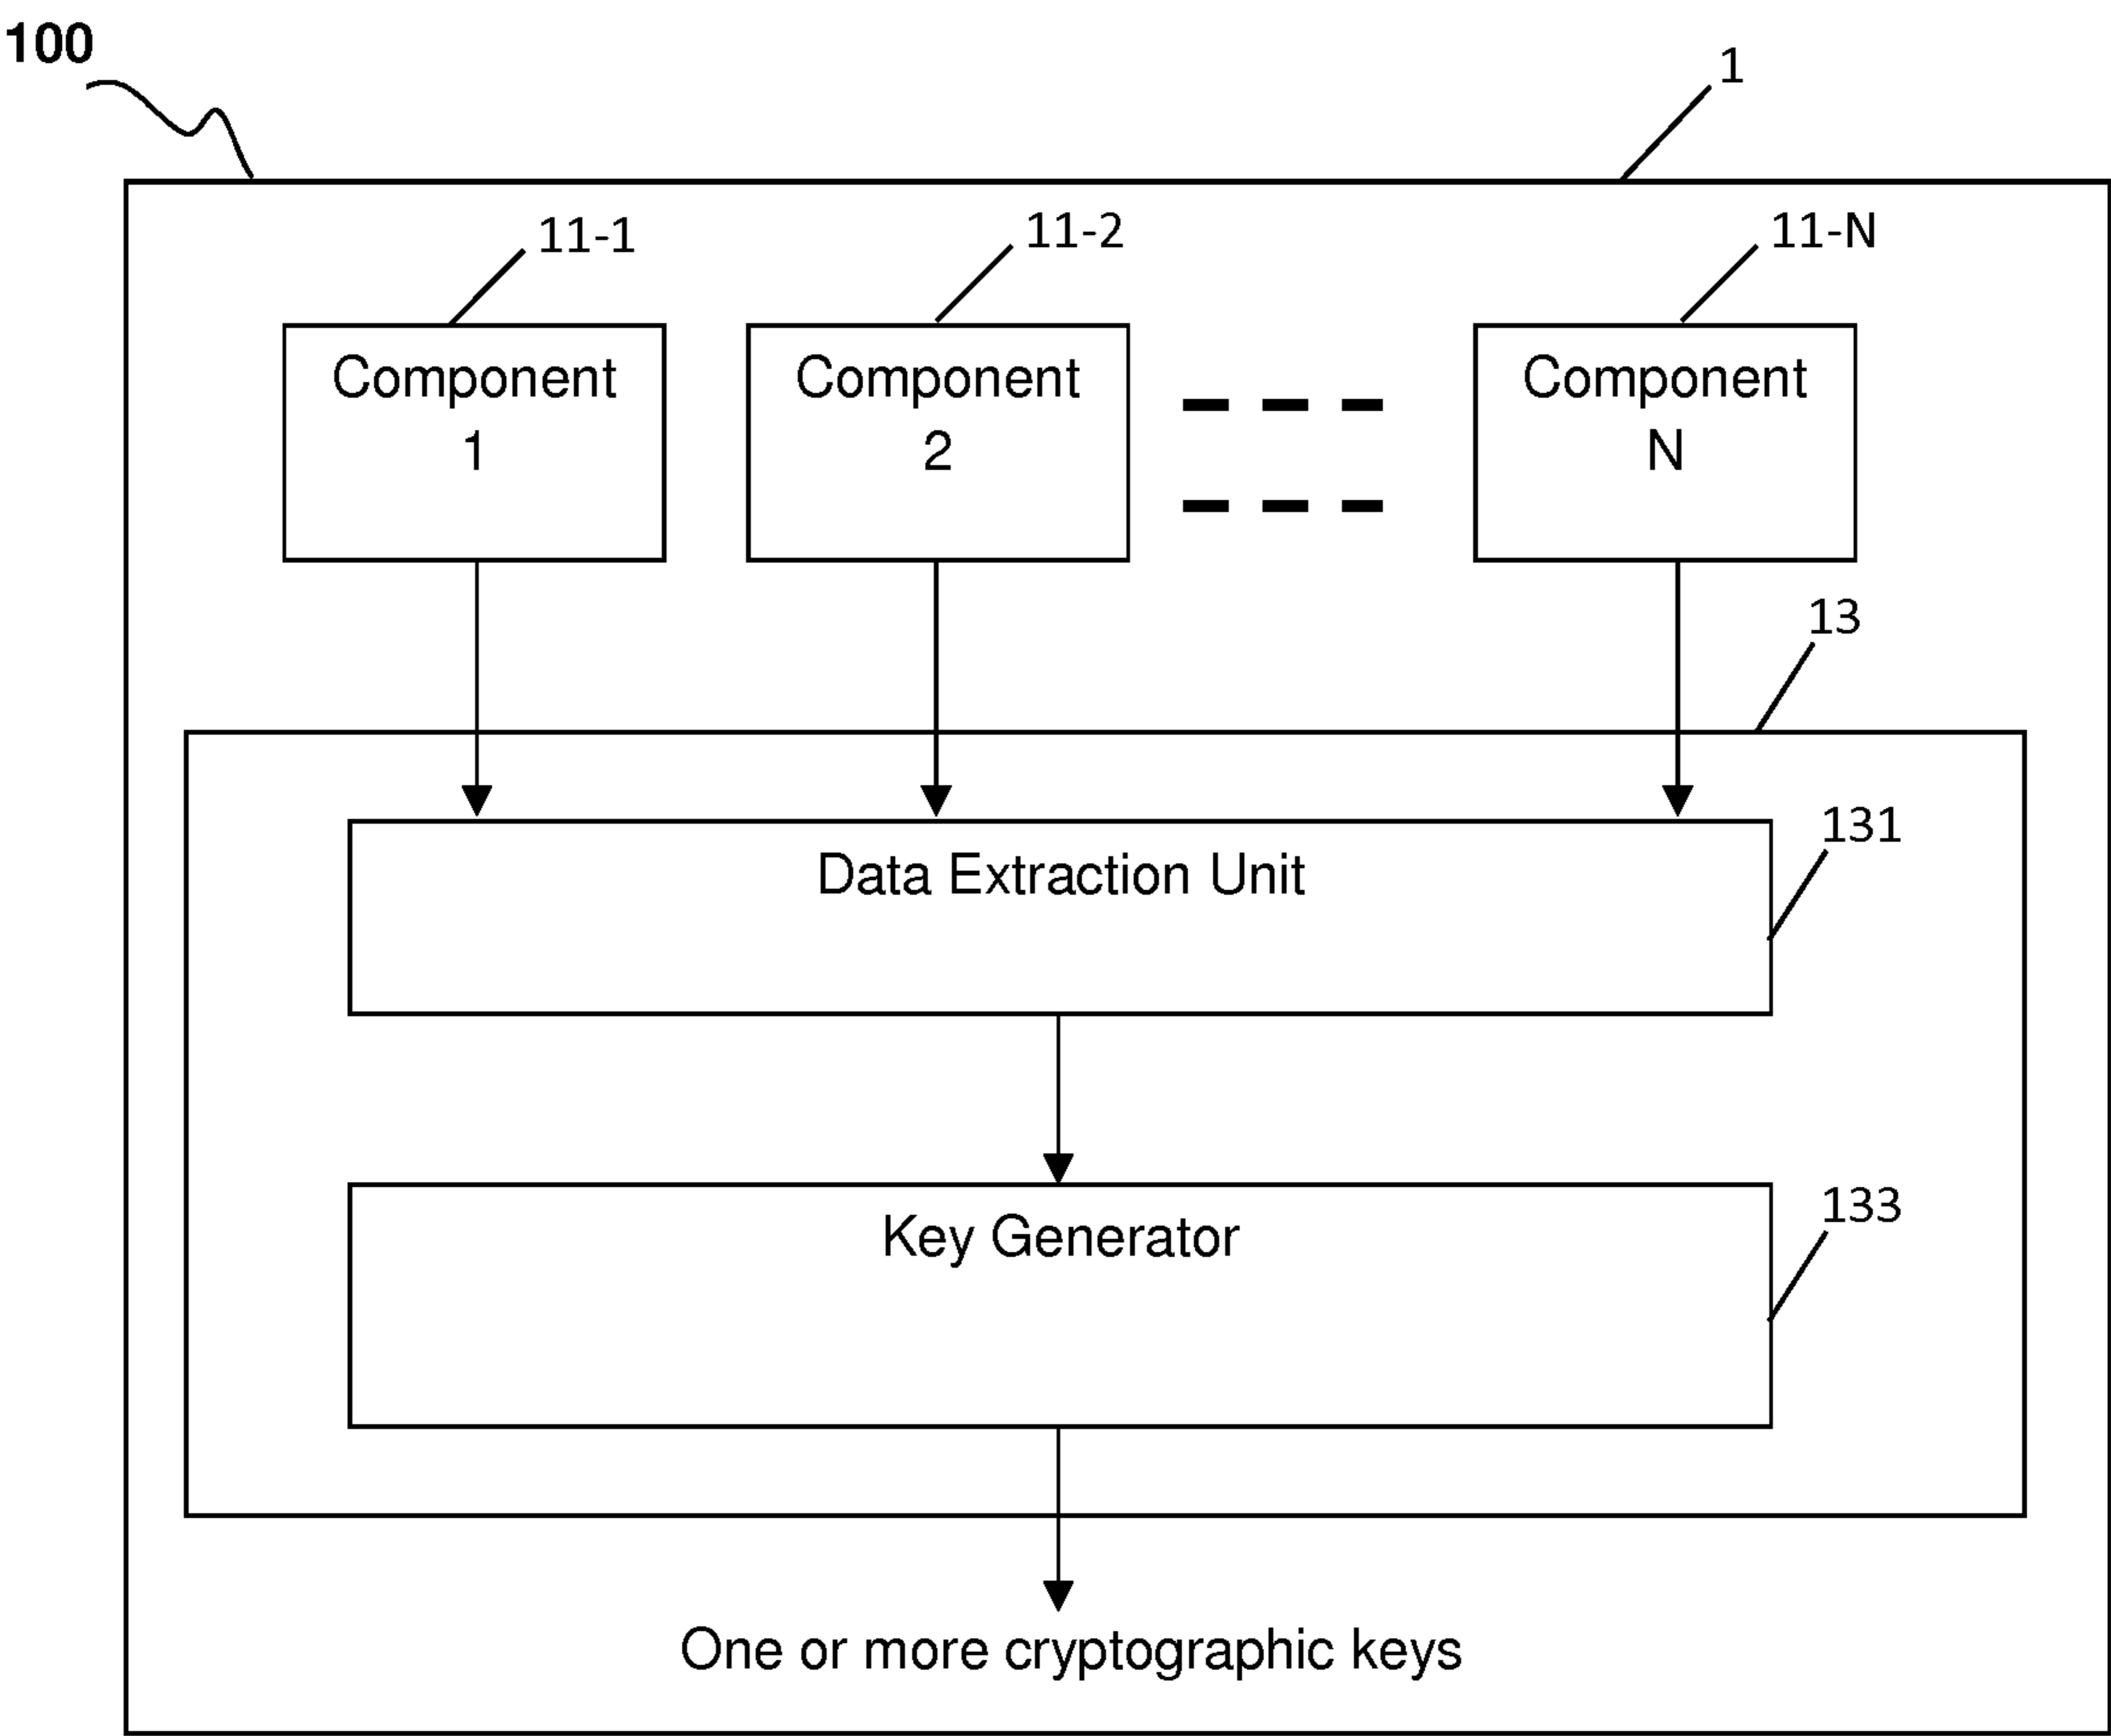 100
1
11-1
11-2
11-N
Component
1
Component
2
Component
N
13
131
Data Extraction Unit
133
Key Generator
One or more cryptographic keys